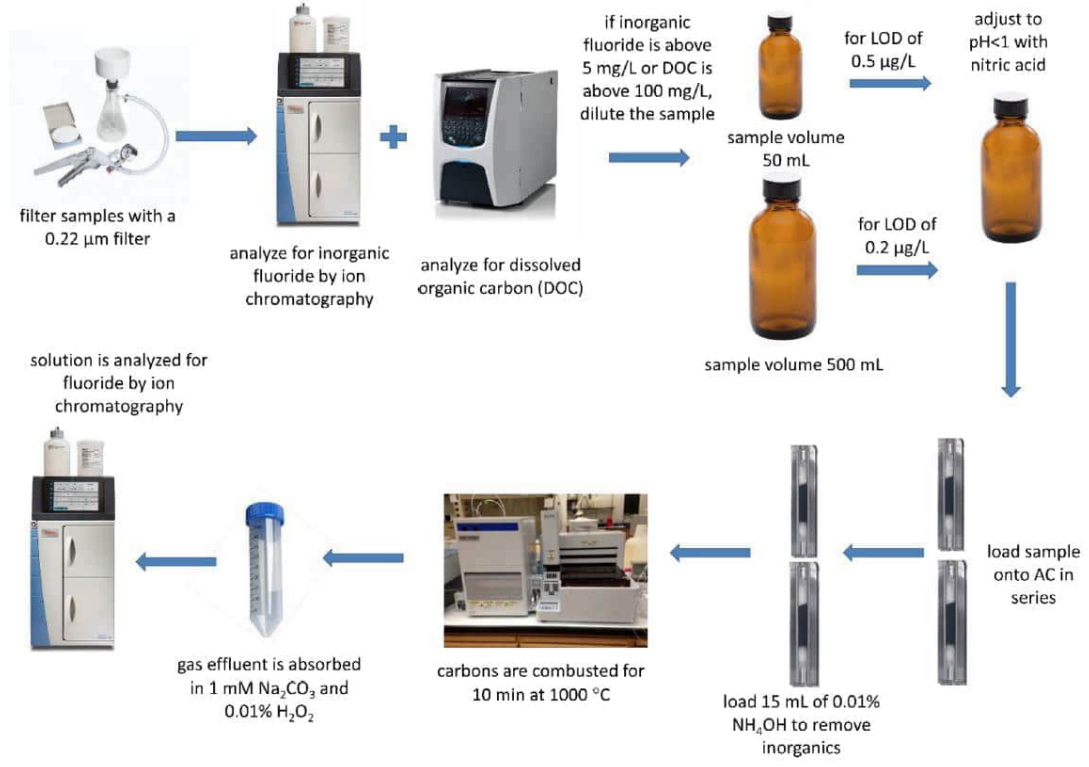 filter samples with a
0.22 µm filter
analyze for inorganic
fluoride by ion
chromatography
analyze for dissolved
organic carbon (DOC)
if inorganic
fluoride is above
5 mg/L or DOC is
above 100 mg/L,
dilute the sample
sample volume
50 mL
for LOD of
0.5 µg/L
sample volume 500 mL
for LOD of
0.2 µg/L
adjust to
pH<1 with
nitric acid
load sample
onto AC in
series
load 15 mL of 0.01%
NH₄OH to remove
inorganics
carbons are combusted for
10 min at 1000 °C
gas effluent is absorbed
in 1 mM Na₂CO₃ and
0.01% H₂O₂
solution is analyzed for
fluoride by ion
chromatography